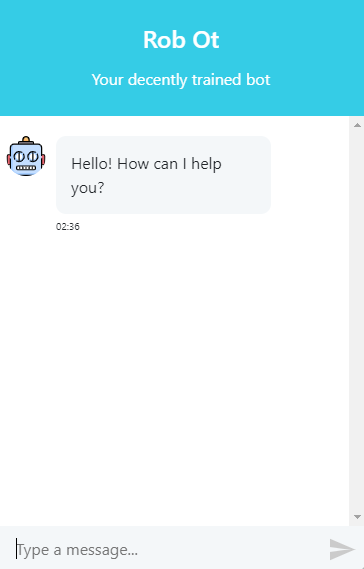 Rob Ot
Your decently trained bot
Hello! How can I help
you?
02:36
Type a message...